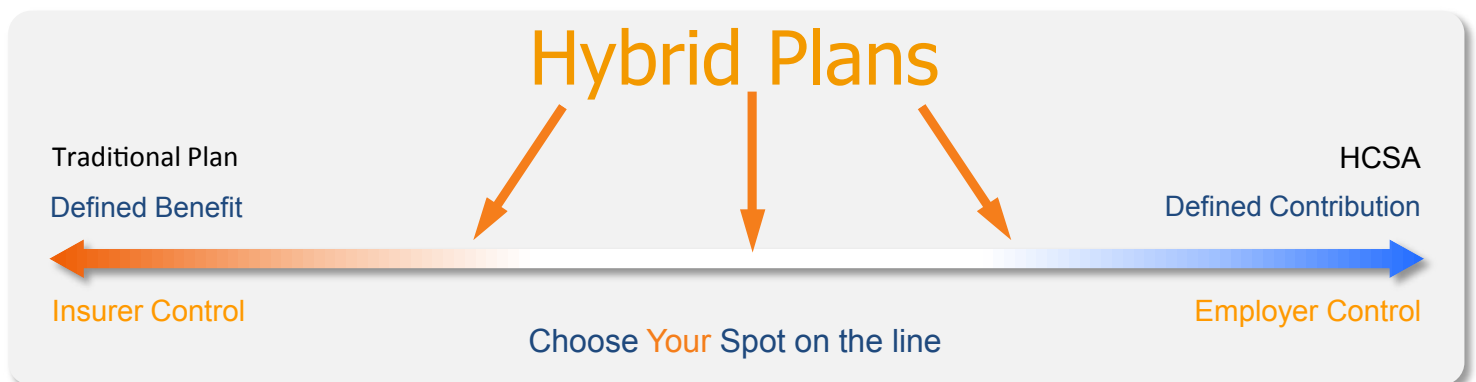 Hybrid Plans
Traditional Plan
HCSA
Defined Benefit
Defined Contribution
Insurer Control
Employer Control
Choose Your Spot on the line